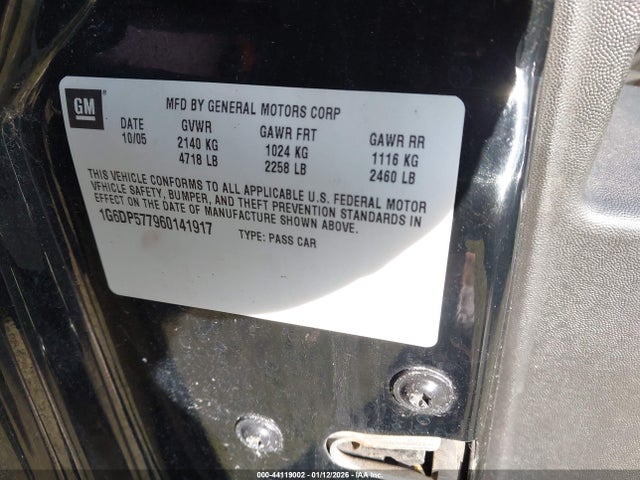 GM
MFD BY GENERAL MOTORS CORP
DATE GVWR GAWR FRT GAWR RR
10/05 2140 KG 1024 KG 1116 KG
4718 LB 2258 LB 2460 LB
THIS VEHICLE CONFORMS TO ALL APPLICABLE U.S. FEDERAL MOTOR
VEHICLE SAFETY, BUMPER, AND THEFT PREVENTION STANDARDS IN
EFFECT ON THE DATE OF MANUFACTURE SHOWN ABOVE.
1G6DP577960141917 TYPE: PASS CAR
000-44119002 - 01/12/2026 - IAA Inc.